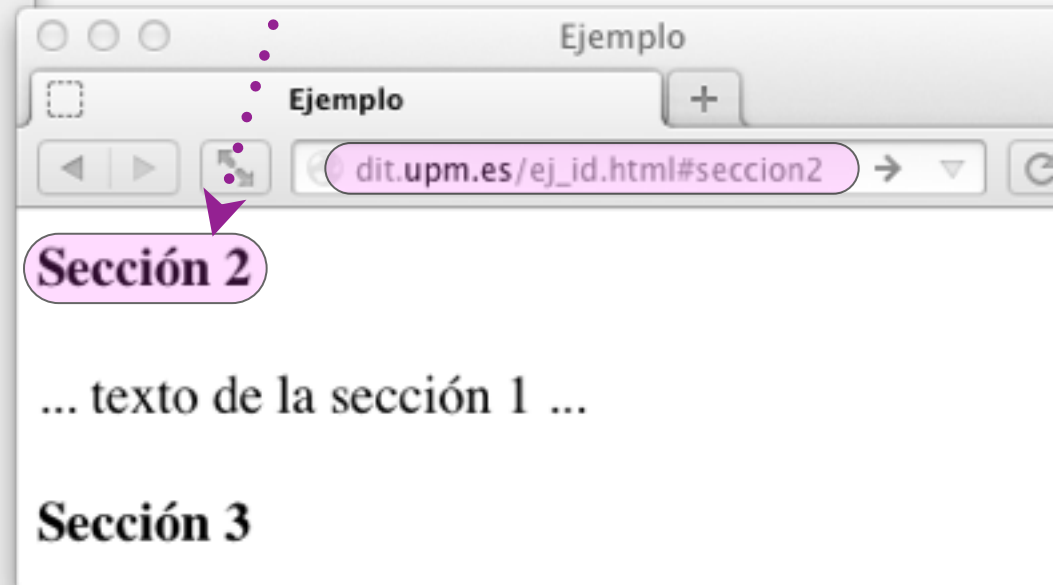 Ejemplo
Ejemplo
dit.upm.es/ej_id.html#seccion2
Sección 2
... texto de la sección 1 ...
Sección 3